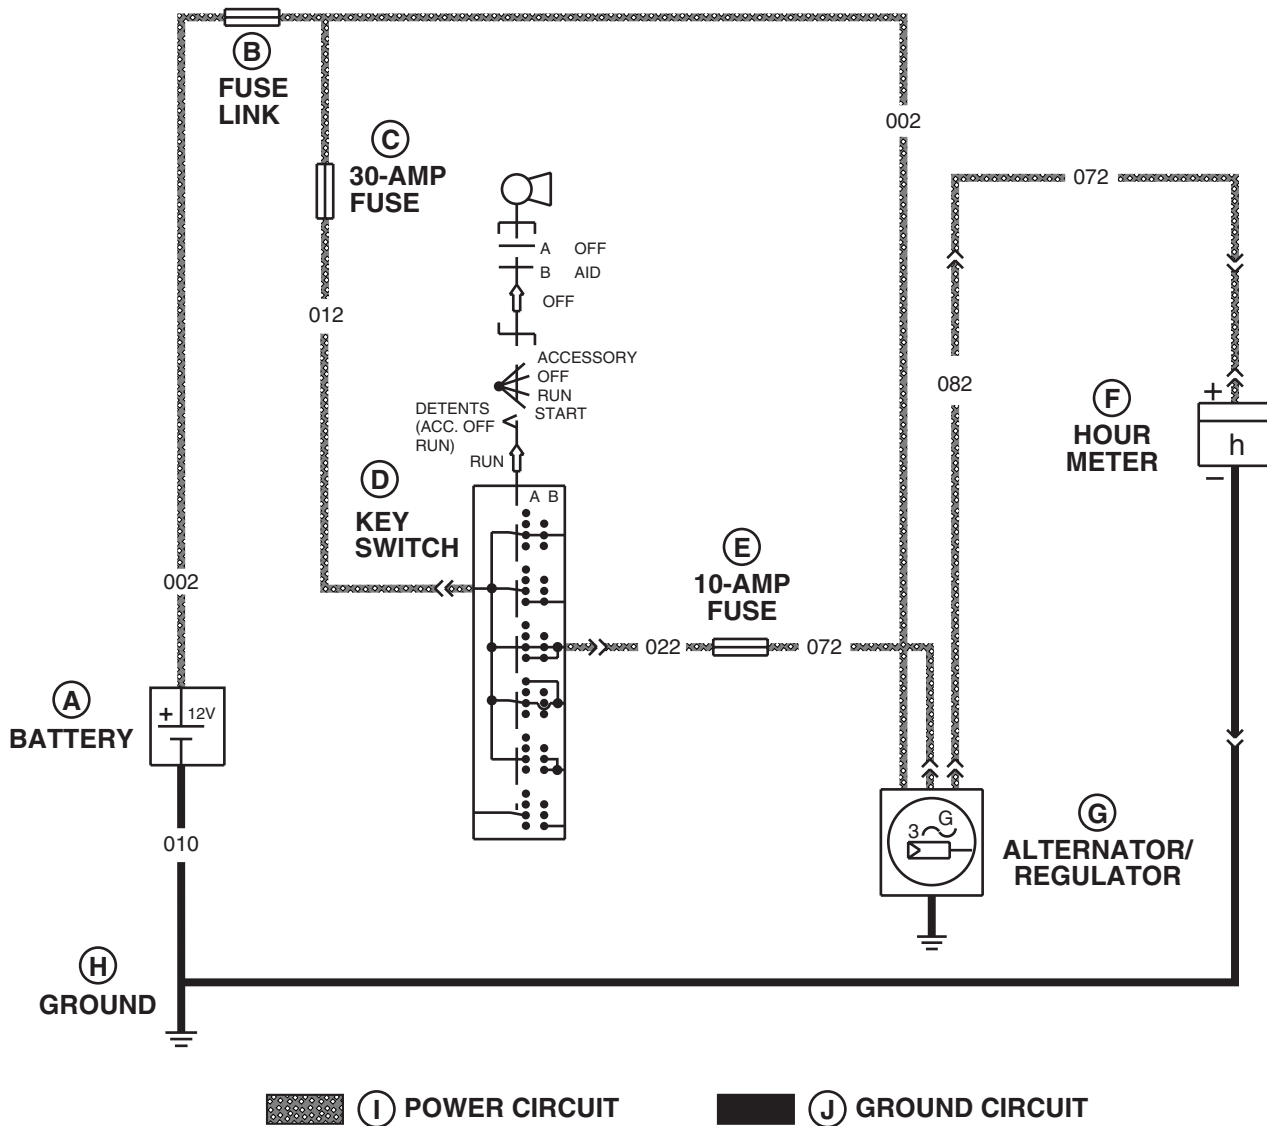 B
FUSE
LINK
002
C
30-AMP
FUSE
072
A OFF
B AID
OFF
012
ACCESSORY
OFF
RUN
START
DETENTS
(ACC. OFF
RUN)
RUN
082
F
HOUR
METER
+
h
–
D
KEY
SWITCH
A B
E
10-AMP
FUSE
002
022
072
A
BATTERY
+ 12V
G
3
G
ALTERNATOR/
REGULATOR
010
H
GROUND
I POWER CIRCUIT
J GROUND CIRCUIT